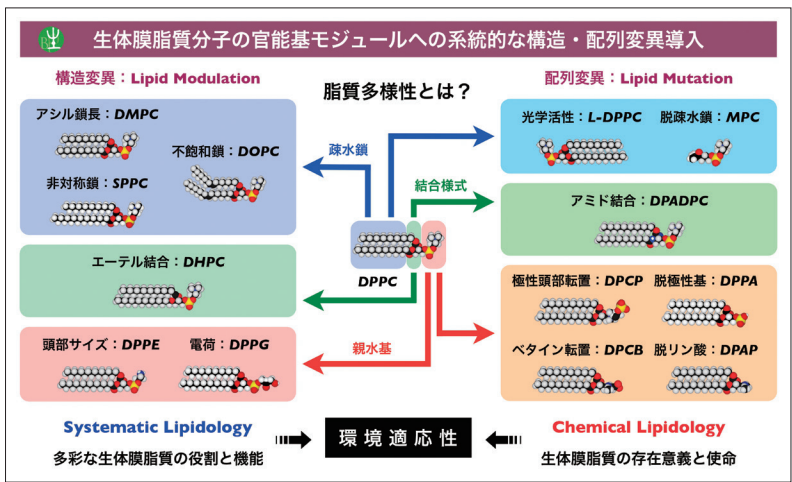 生体膜脂質分子の官能基モジュールへの系統的な構造・配列変異導入
構造変異：Lipid Modulation
脂質多様性とは？
配列変異：Lipid Mutation
アシル鎖長：DMPC
不飽和鎖：DOPC
非対称鎖：SPPC
疎水鎖
光学活性：L-DPPC
脱疎水鎖：MPC
結合様式
アミド結合：DPADPC
エーテル結合：DHPC
DPPC
極性頭部転置：DPCP
脱極性基：DPPA
頭部サイズ：DPPE
電荷：DPPG
親水基
ベタイン転置：DPCB
脱リン酸：DPAP
Systematic Lipidology
多彩な生体膜脂質の役割と機能
環境適応性
Chemical Lipidology
生体膜脂質の存在意義と使命